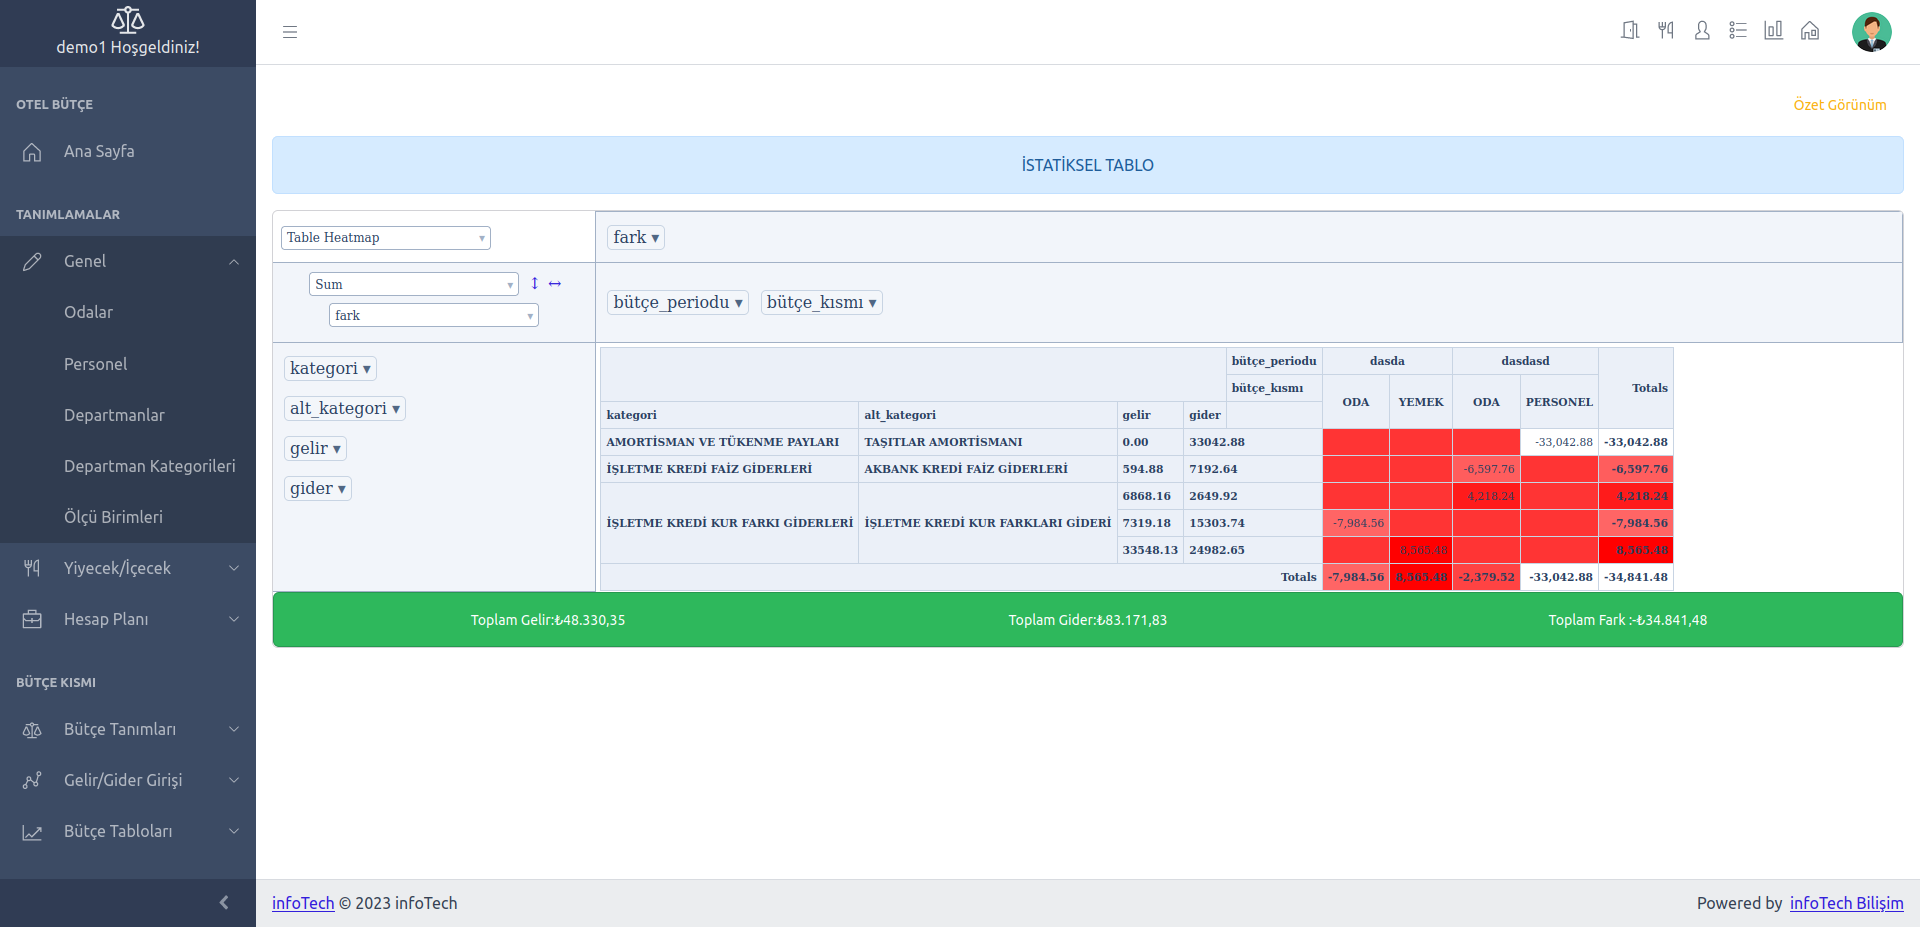 demo1 Hoşgeldiniz!
OTEL BÜTÇE
Ana Sayfa
TANIMLAMALAR
Genel
Odalar
Personel
Departmanlar
Departman Kategorileri
Ölçü Birimleri
Yiyecek/İçecek
Hesap Planı
BÜTÇE KISMI
Bütçe Tanımları
Gelir/Gider Girişi
Bütçe Tabloları
Özet Görünüm
İSTATİKSEL TABLO
Table Heatmap
fark ▾
Sum
↕ ↔
fark
bütçe_periodu ▾ bütçe_kısmı ▾
kategori ▾
alt_kategori ▾
gelir ▾
gider ▾
bütçe_periodu dasda dasdasd Totals
bütçe_kısmı ODA YEMEK ODA PERSONEL
kategori alt_kategori gelir gider
AMORTİSMAN VE TÜKENME PAYLARI TAŞITLAR AMORTİSMANI 0.00 33042.88 -33,042.88 -33,042.88
İŞLETME KREDİ FAİZ GİDERLERİ AKBANK KREDİ FAİZ GİDERLERİ 594.88 7192.64 -6,597.76 -6,597.76
İŞLETME KREDİ KUR FARKI GİDERLERİ İŞLETME KREDİ KUR FARKLARI GİDERİ 6868.16 2649.92 4,218.24 4,218.24
7319.18 15303.74 -7,984.56 -7,984.56
33548.13 24982.65 8,565.48 8,565.48
Totals -7,984.56 8,565.48 -2,379.52 -33,042.88 -34,841.48
Toplam Gelir:₺48.330,35 Toplam Gider:₺83.171,83 Toplam Fark :-₺34.841,48
infoTech © 2023 infoTech
Powered by infoTech Bilişim